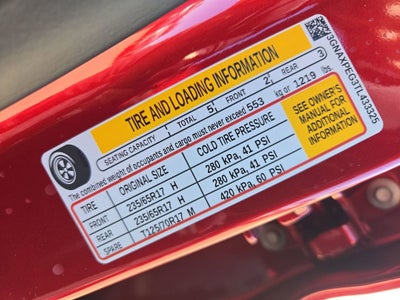 TIRE AND LOADING INFORMATION
SEATING CAPACITY | TOTAL 5 | FRONT 2 | REAR 3
The combined weight of occupants and cargo must never exceed 553 kg or 1219 lbs
TIRE ORIGINAL SIZE COLD TIRE PRESSURE
FRONT 235/65R17 H 280 kPa, 41 PSI
REAR 235/65R17 H 280 kPa, 41 PSI
SPARE T125/70R17 M 420 kPa, 60 PSI
SEE OWNER'S
MANUAL FOR
ADDITIONAL
INFORMATION
3GNAXPEG3TL433325